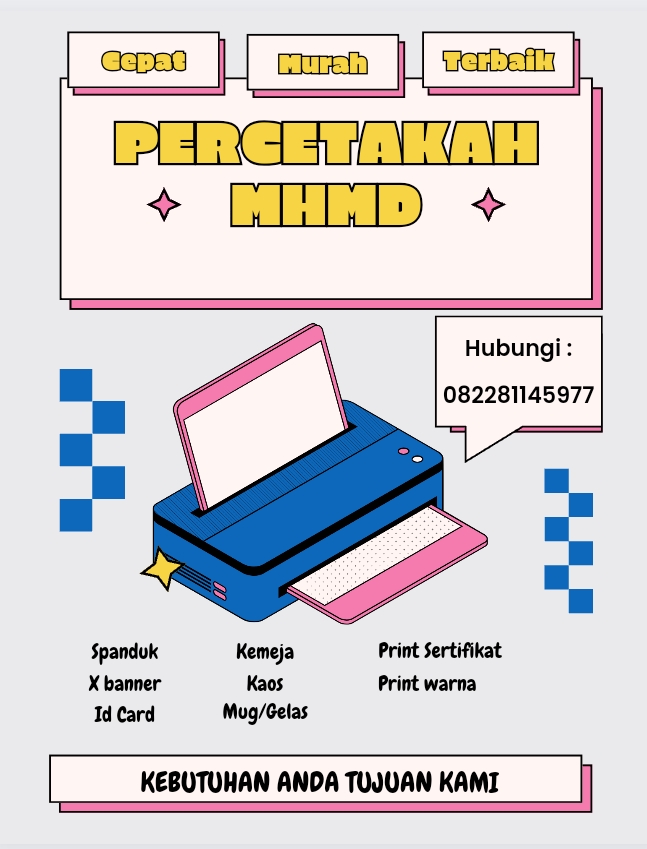 Cepat
Murah
Terbaik
PERCETAKAH
MHMD
Hubungi :
082281145977
Spanduk
X banner
Id Card
Kemeja
Kaos
Mug/Gelas
Print Sertifikat
Print warna
KEBUTUHAN ANDA TUJUAN KAMI